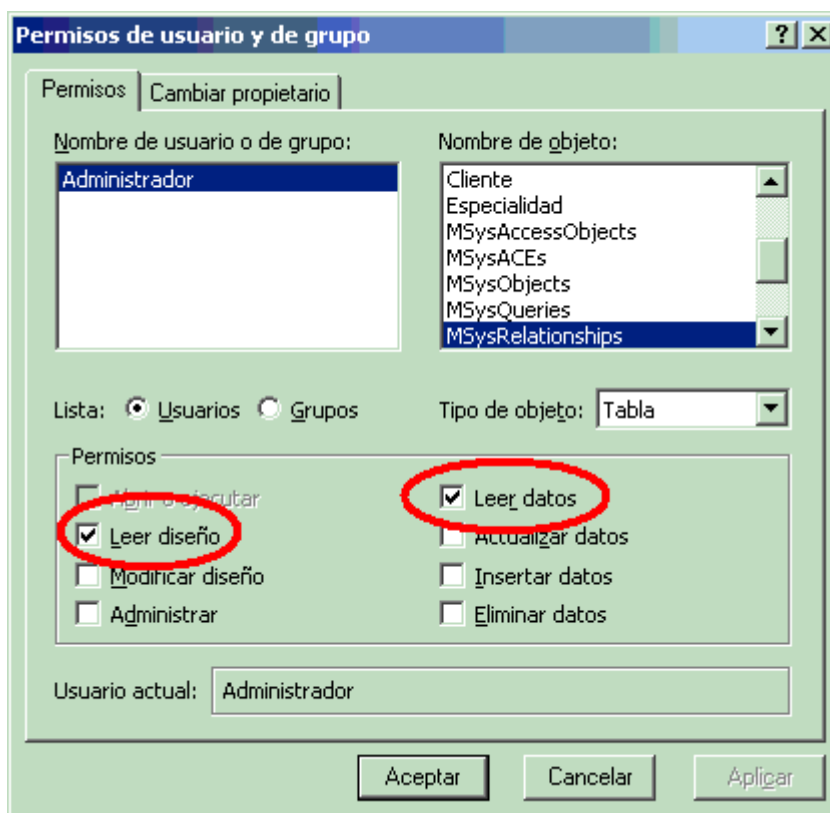 Permisos de usuario y de grupo
Permisos
Cambiar propietario
Nombre de usuario o de grupo:
Nombre de objeto:
Administrador
Cliente
Especialidad
MSysAccessObjects
MSysACEs
MSysObjects
MSysQueries
MSysRelationships
Lista: Usuarios Grupos
Tipo de objeto: Tabla
Permisos
Abrir o ejecutar
Leer diseño
Modificar diseño
Administrar
Leer datos
Actualizar datos
Insertar datos
Eliminar datos
Usuario actual: Administrador
Aceptar Cancelar Aplicar